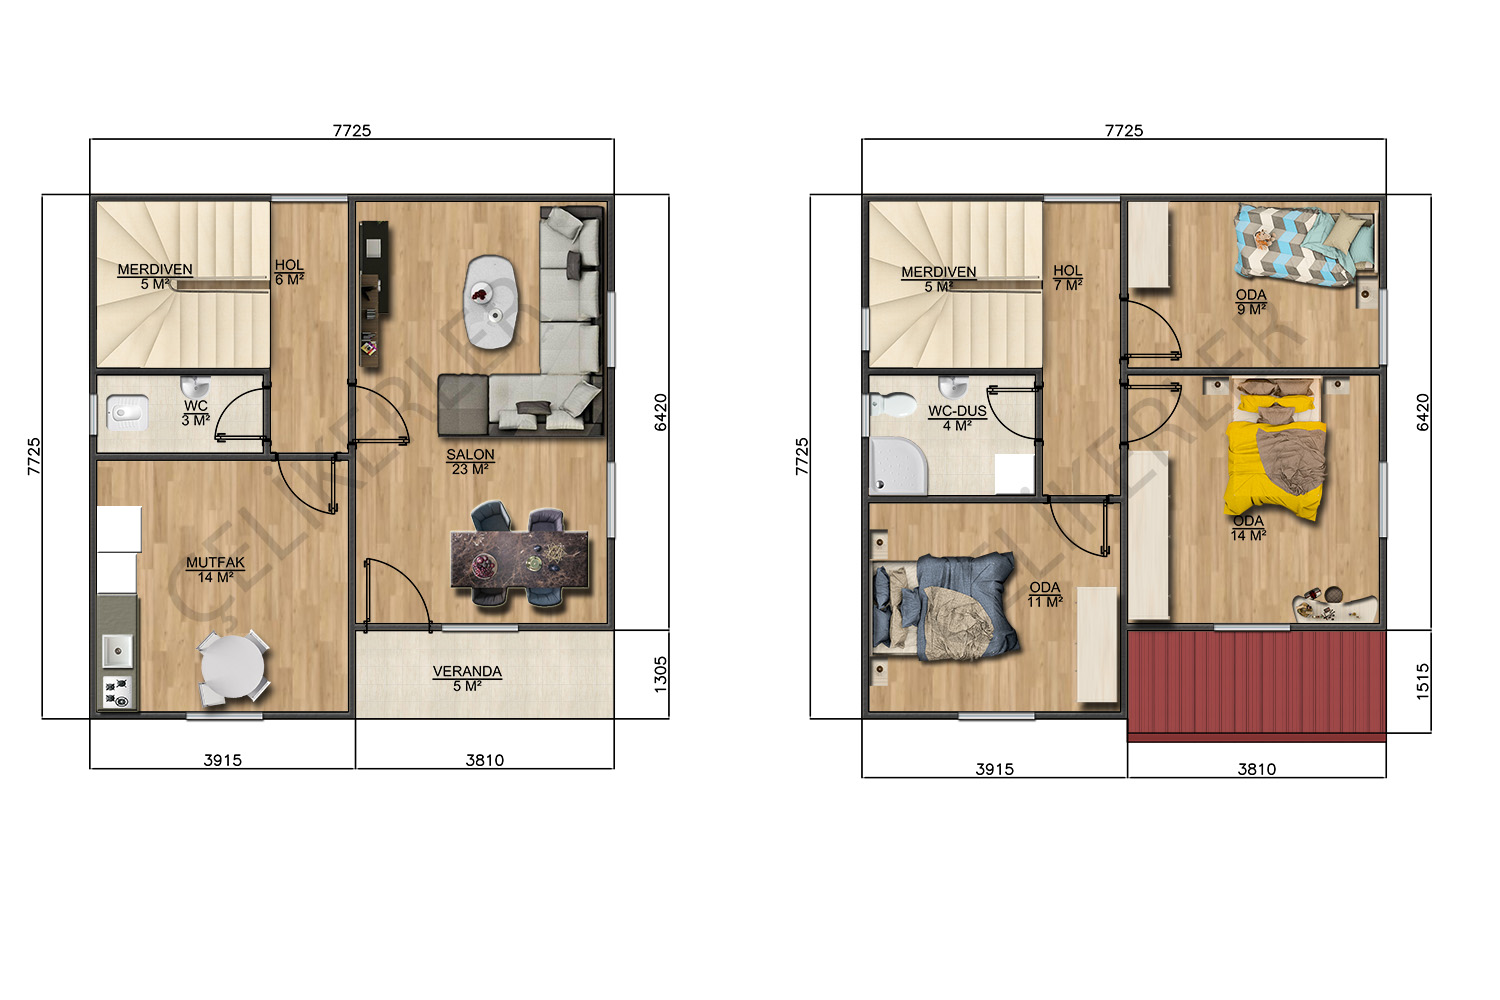 7725
MERDIVEN
5 M²
HOL
6 M²
WC
3 M²
SALON
23 M²
MUTFAK
14 M²
VERANDA
5 M²
7725
6420
1305
3915
3810
ÇELİKERLER
7725
MERDIVEN
5 M²
HOL
7 M²
ODA
9 M²
WC-DUS
4 M²
ODA
14 M²
ODA
11 M²
7725
6420
1515
3915
3810
ÇELİKERLER